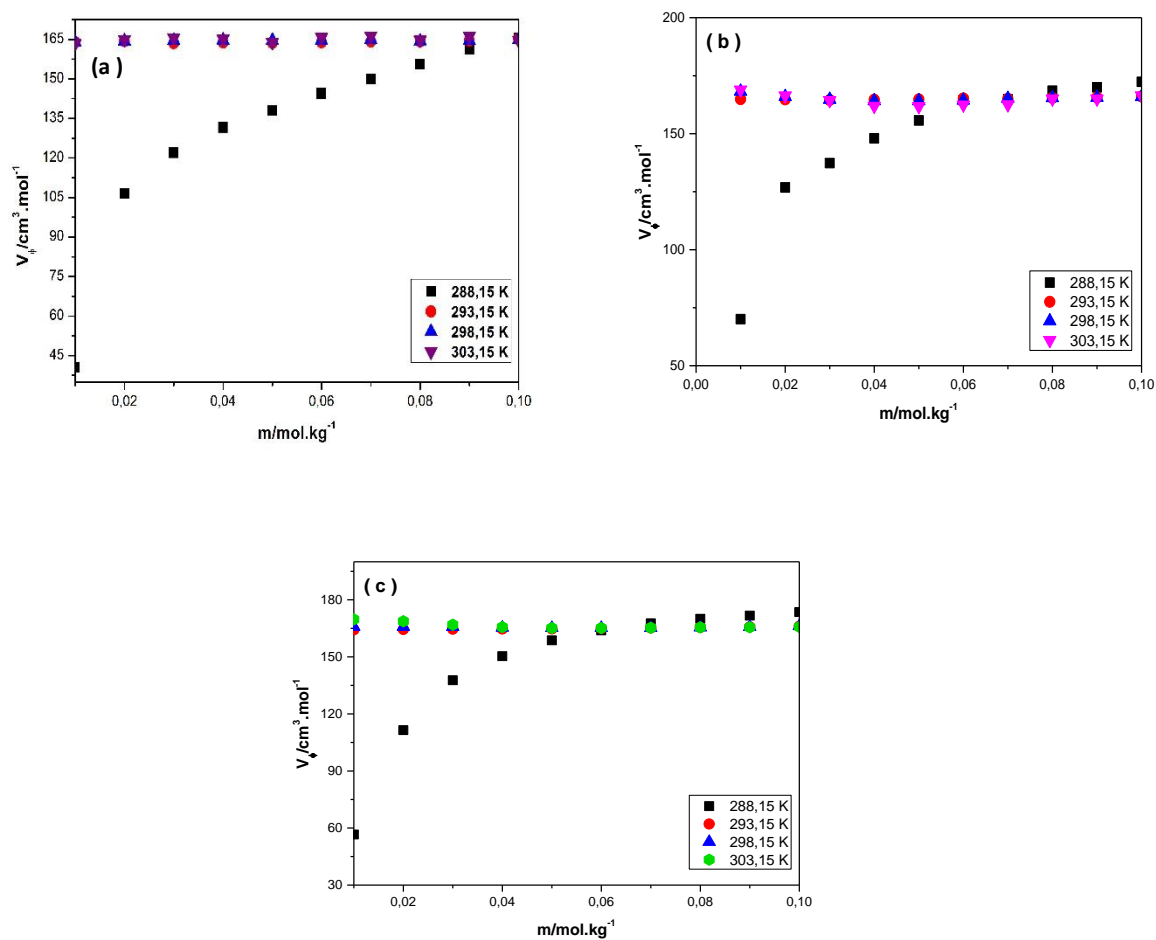 (a)
165
150
135
120
105
90
75
60
45
0,02 0,04 0,06 0,08 0,10
V_ϕ/cm³.mol⁻¹
m/mol.kg⁻¹
288,15 K
293,15 K
298,15 K
303,15 K
( b )
200
150
100
50
0,00 0,02 0,04 0,06 0,08 0,10
V_ϕ/cm³.mol⁻¹
m/mol.kg⁻¹
288,15 K
293,15 K
298,15 K
303,15 K
( c )
180
150
120
90
60
30
0,02 0,04 0,06 0,08 0,10
V_ϕ/cm³.mol⁻¹
m/mol.kg⁻¹
288,15 K
293,15 K
298,15 K
303,15 K